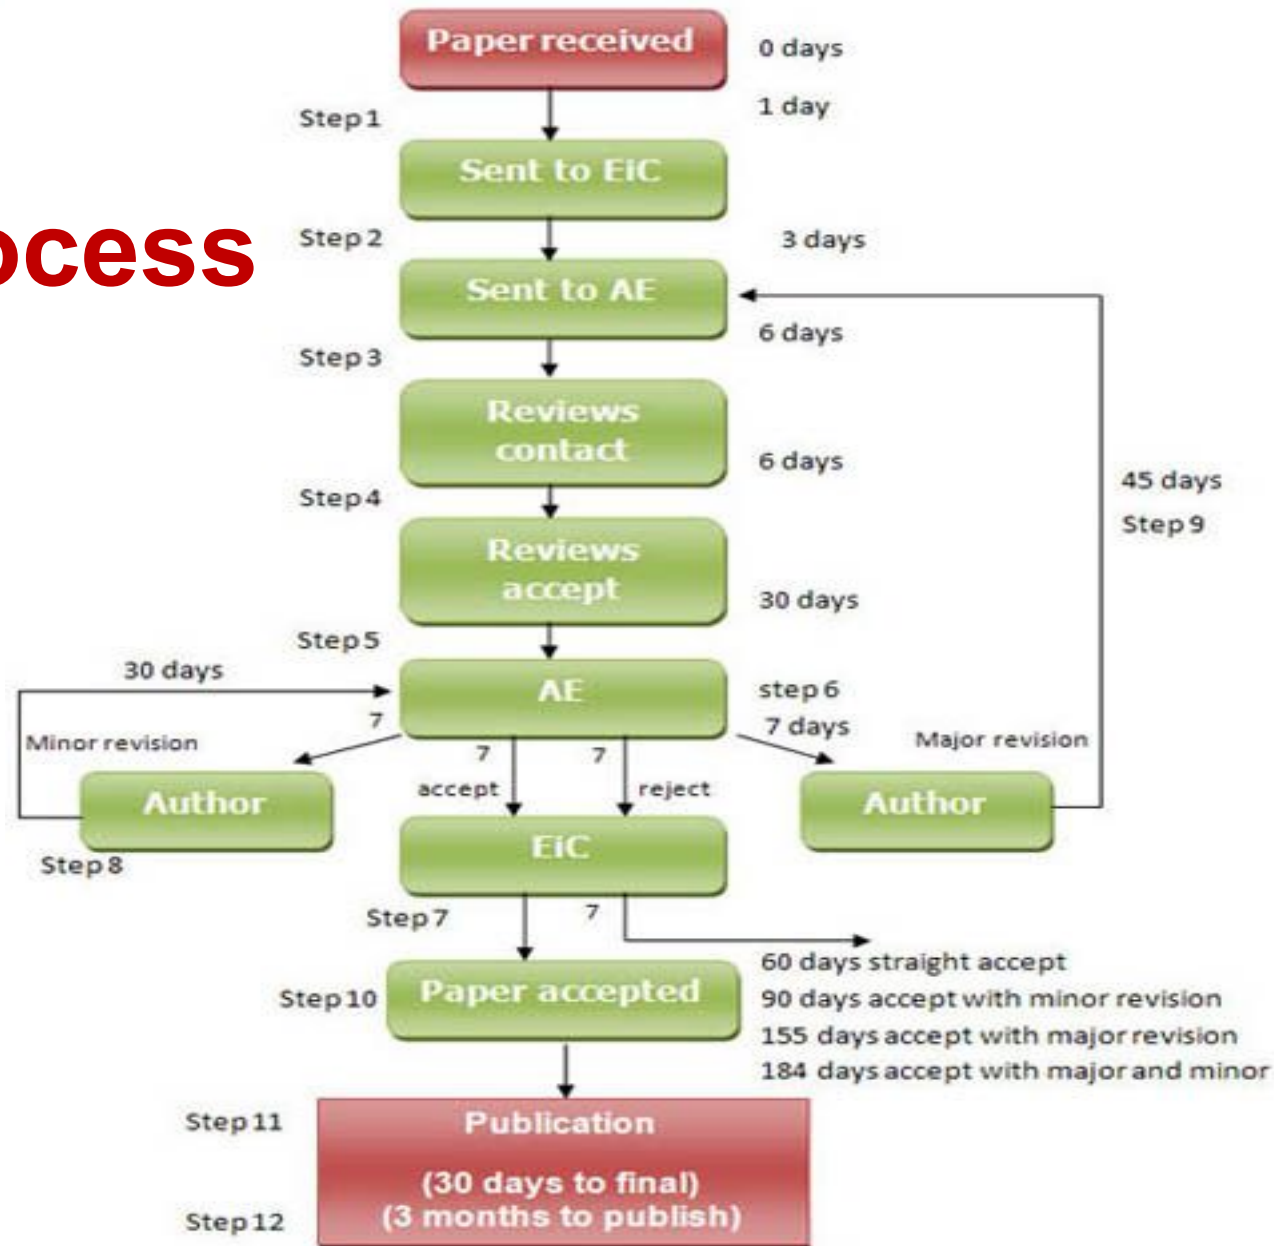 Paper received
0 days
1 day
Step 1
Sent to EiC
ocess
Step 2
3 days
Sent to AE
6 days
Step 3
Reviews
contact
6 days
45 days
Step 4
Step 9
Reviews
accept
30 days
Step 5
30 days
AE
step 6
7
7 days
Minor revision
7
7
Major revision
accept
reject
Author
Author
EiC
Step 8
Step 7
7
60 days straight accept
Step 10
Paper accepted
90 days accept with minor revision
155 days accept with major revision
184 days accept with major and minor
Step 11
Publication
(30 days to final)
(3 months to publish)
Step 12